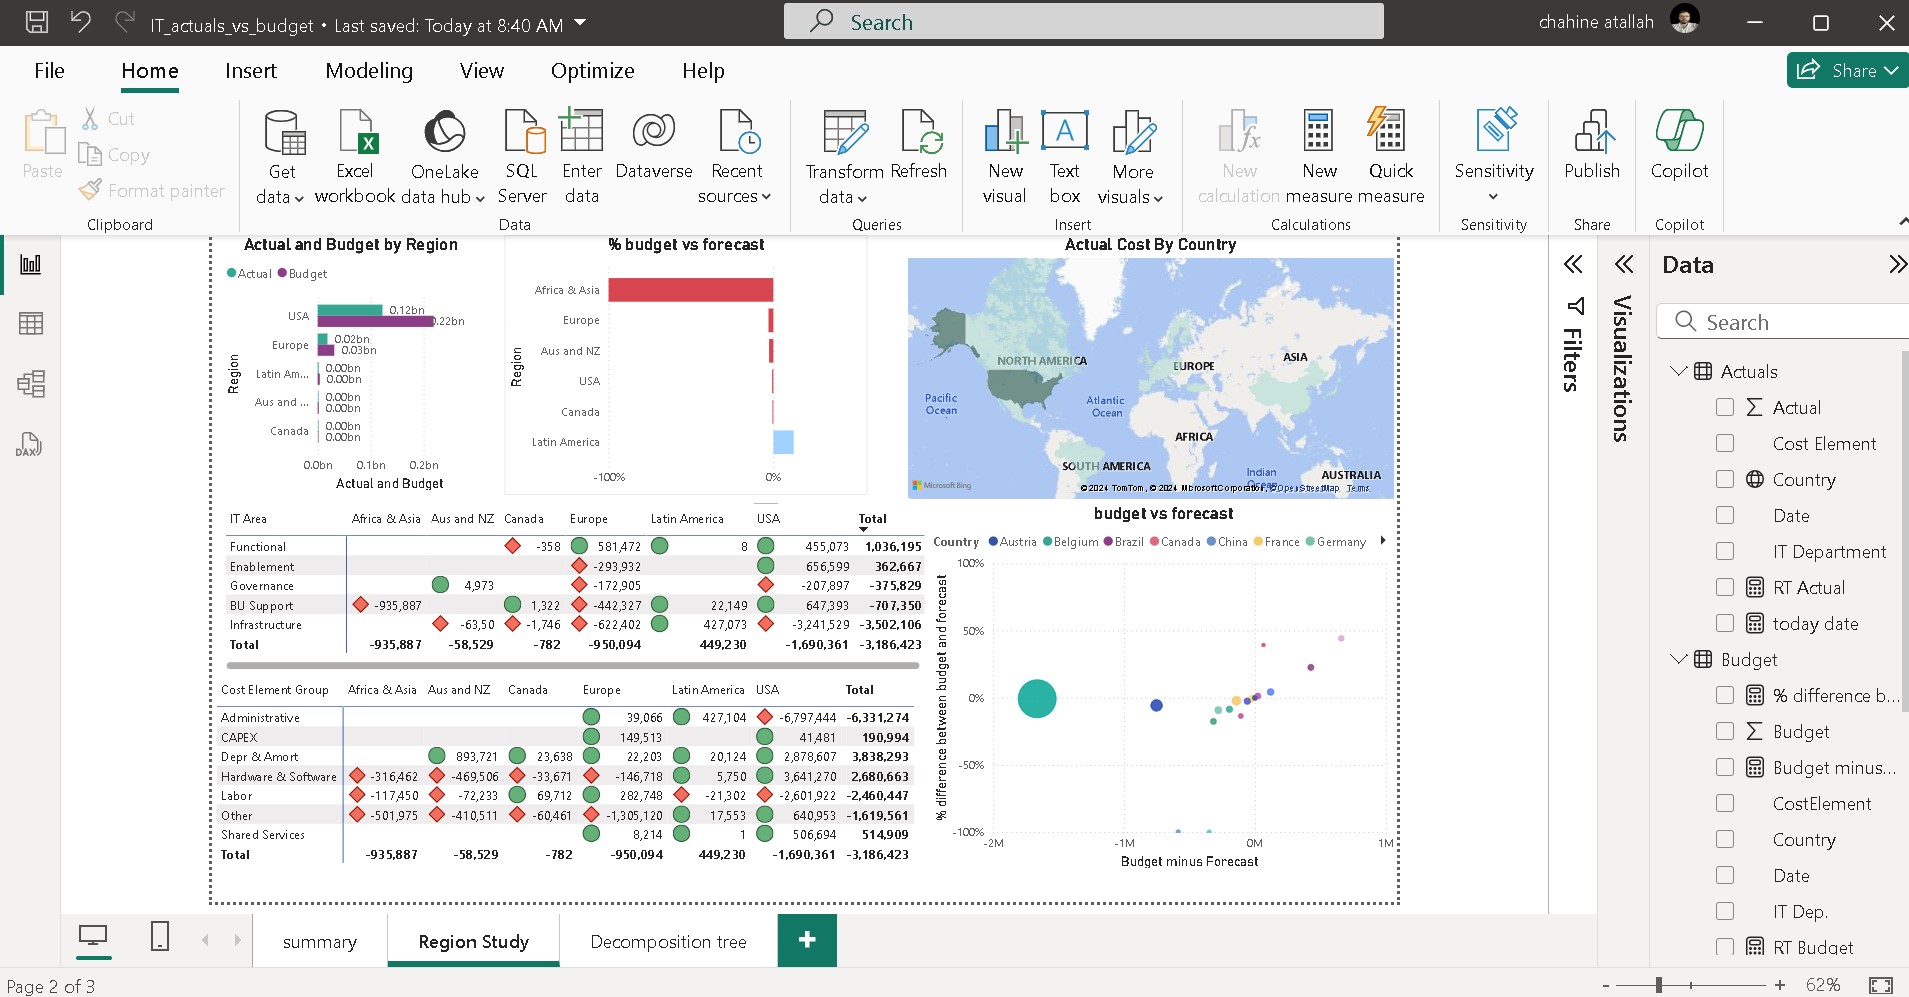 IT_actuals_vs_budget • Last saved: Today at 8:40 AM
Search
chahine atallah
File Home Insert Modeling View Optimize Help
Share
Paste
Cut
Copy
Format painter
Clipboard
Get data
Excel workbook
OneLake data hub
SQL Server
Enter data
Dataverse
Recent sources
Data
Transform data
Refresh
Queries
New visual
Text box
More visuals
Insert
New calculation
New measure
Quick measure
Calculations
Sensitivity
Sensitivity
Publish
Share
Copilot
Copilot
DAX
Actual and Budget by Region
Actual Budget
Region
USA 0.12bn
0.22bn
Europe 0.02bn
0.03bn
Latin Am... 0.00bn
0.00bn
Aus and ... 0.00bn
0.00bn
Canada 0.00bn
0.00bn
0.0bn 0.1bn 0.2bn
Actual and Budget
% budget vs forecast
Region
Africa & Asia
Europe
Aus and NZ
USA
Canada
Latin America
-100% 0%
Actual Cost By Country
NORTH AMERICA
EUROPE
ASIA
Pacific Ocean
Atlantic Ocean
AFRICA
SOUTH AMERICA
Indian Ocean
AUSTRALIA
Microsoft Bing
© 2024 TomTom, © 2024 Microsoft Corporation, © OpenStreetMap Terms
IT Area Africa & Asia Aus and NZ Canada Europe Latin America USA Total
Functional -358 581,472 8 455,073 1,036,195
Enablement -293,932 656,599 362,667
Governance 4,973 -172,905 -207,897 -375,829
BU Support -935,887 1,322 -442,327 22,149 647,393 -707,350
Infrastructure -63,50 -1,746 -622,402 427,073 -3,241,529 -3,502,106
Total -935,887 -58,529 -782 -950,094 449,230 -1,690,361 -3,186,423
Cost Element Group Africa & Asia Aus and NZ Canada Europe Latin America USA Total
Administrative 39,066 427,104 -6,797,444 -6,331,274
CAPEX 149,513 41,481 190,994
Depr & Amort 893,721 23,638 22,203 20,124 2,878,607 3,838,293
Hardware & Software -316,462 -469,506 -33,671 -146,718 5,750 3,641,270 2,680,663
Labor -117,450 -72,233 69,712 282,748 -21,302 -2,601,922 -2,460,447
Other -501,975 -410,511 -60,461 -1,305,120 17,553 640,953 -1,619,561
Shared Services 8,214 1 506,694 514,909
Total -935,887 -58,529 -782 -950,094 449,230 -1,690,361 -3,186,423
budget vs forecast
Country Austria Belgium Brazil Canada China France Germany
% difference between budget and forecast
100%
50%
0%
-50%
-100%
-2M -1M 0M 1M
Budget minus Forecast
Filters
Visualizations
Data
Search
Actuals
Actual
Cost Element
Country
Date
IT Department
RT Actual
today date
Budget
% difference b...
Budget
Budget minus...
CostElement
Country
Date
IT Dep.
RT Budget
summary Region Study Decomposition tree +
Page 2 of 3
- + 62%